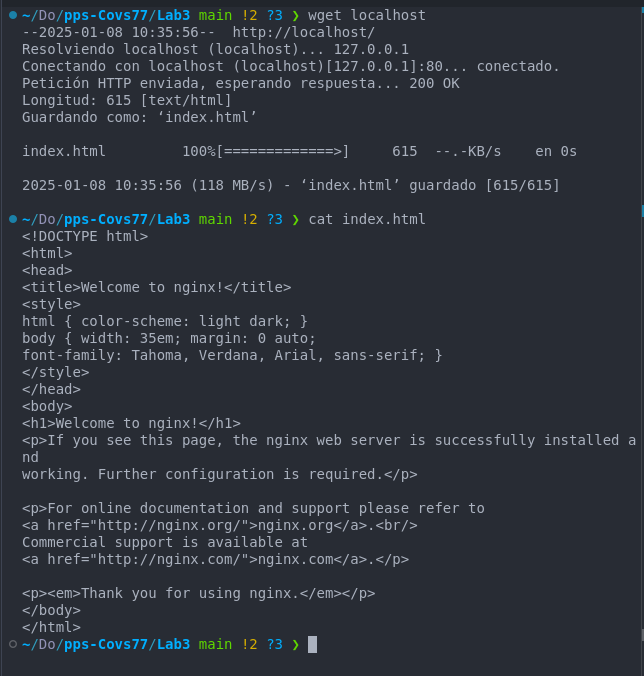 ~/Do/pps-Covs77/Lab3 main !2 ?3 ❯ wget localhost
--2025-01-08 10:35:56--  http://localhost/
Resolviendo localhost (localhost)... 127.0.0.1
Conectando con localhost (localhost)[127.0.0.1]:80... conectado.
Petición HTTP enviada, esperando respuesta... 200 OK
Longitud: 615 [text/html]
Guardando como: ‘index.html’
index.html         100%[=============>]     615  --.-KB/s    en 0s
2025-01-08 10:35:56 (118 MB/s) - ‘index.html’ guardado [615/615]
~/Do/pps-Covs77/Lab3 main !2 ?3 ❯ cat index.html
<!DOCTYPE html>
<html>
<head>
<title>Welcome to nginx!</title>
<style>
html { color-scheme: light dark; }
body { width: 35em; margin: 0 auto;
font-family: Tahoma, Verdana, Arial, sans-serif; }
</style>
</head>
<body>
<h1>Welcome to nginx!</h1>
<p>If you see this page, the nginx web server is successfully installed a
nd
working. Further configuration is required.</p>
<p>For online documentation and support please refer to
<a href="http://nginx.org/">nginx.org</a>.<br/>
Commercial support is available at
<a href="http://nginx.com/">nginx.com</a>.</p>
<p><em>Thank you for using nginx.</em></p>
</body>
</html>
~/Do/pps-Covs77/Lab3 main !2 ?3 ❯